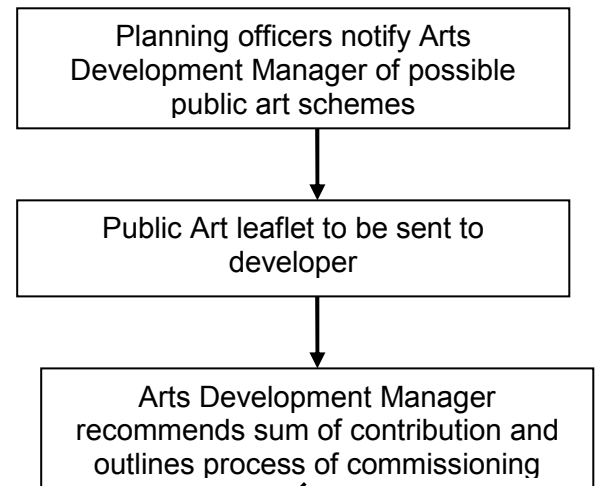 Planning officers notify Arts
Development Manager of possible
public art schemes
Public Art leaflet to be sent to
developer
Arts Development Manager
recommends sum of contribution and
outlines process of commissioning